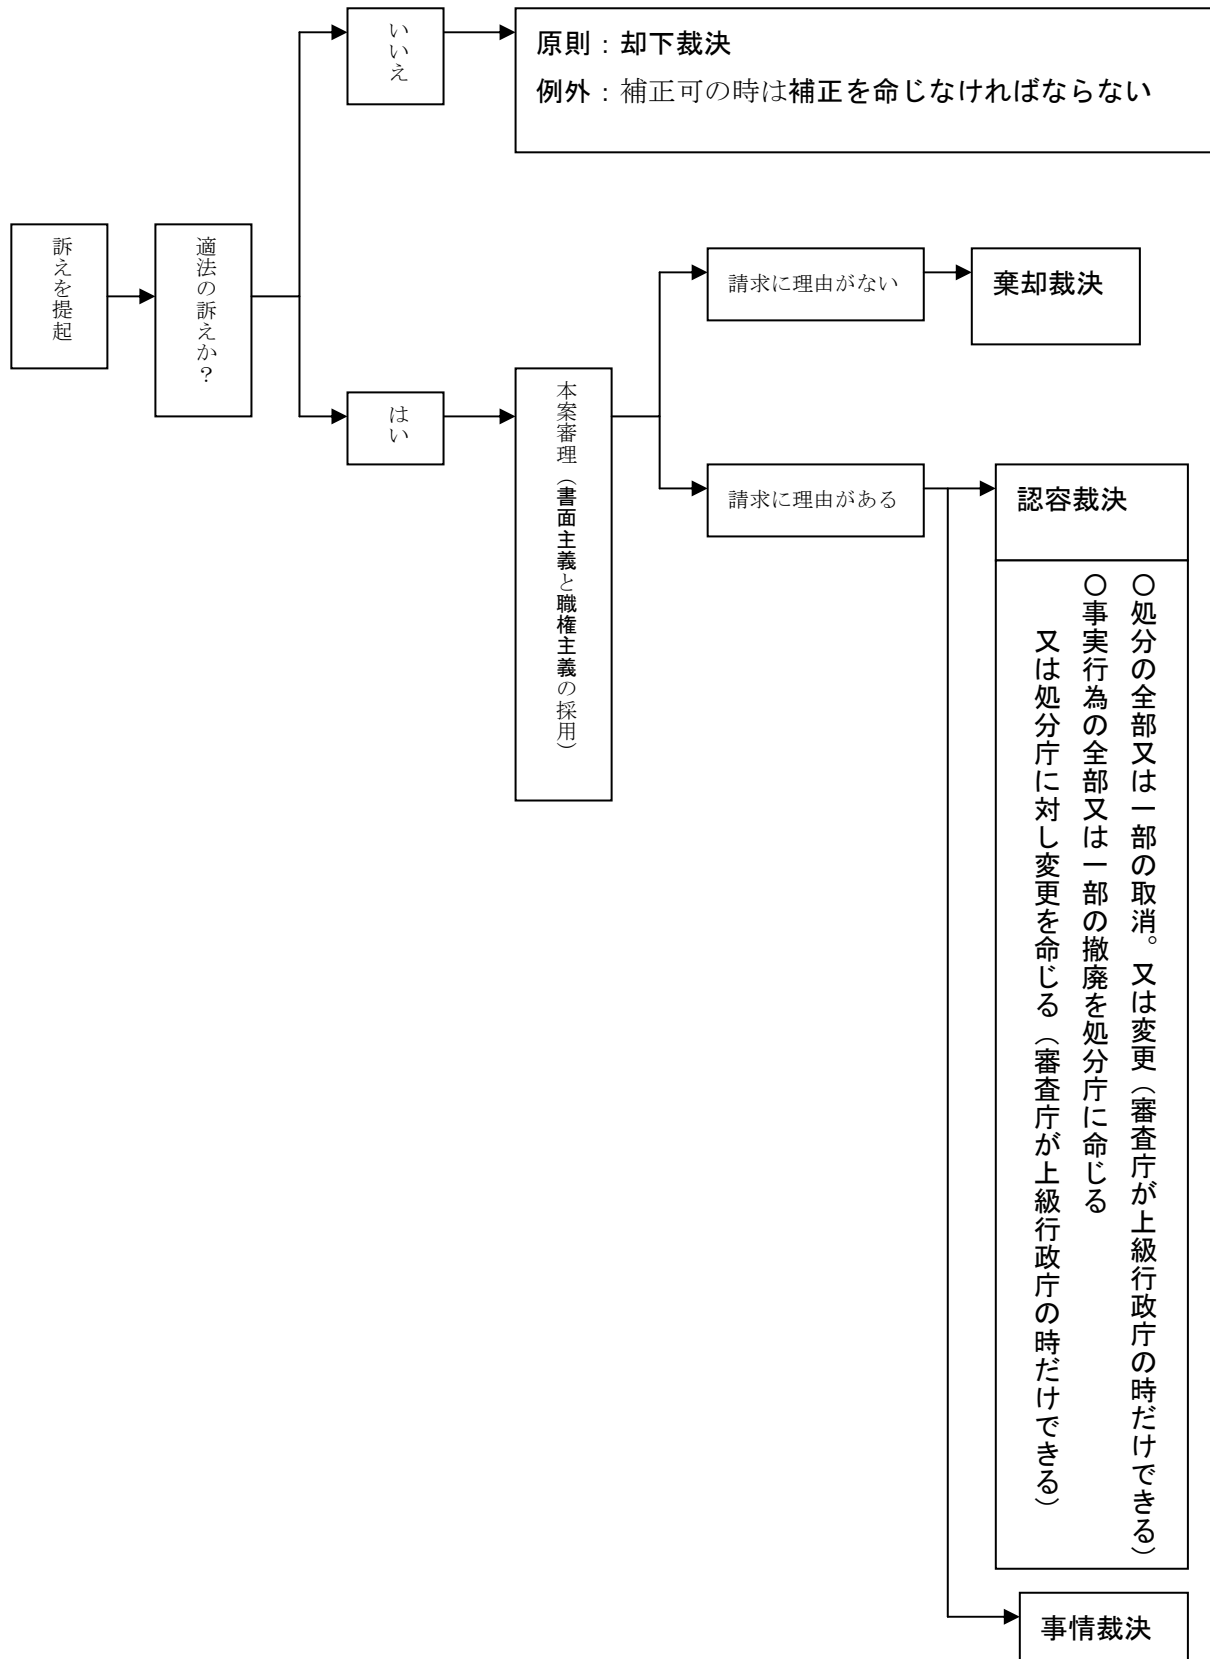 いいえ
原則：却下裁決
例外：補正可の時は補正を命じなければならない
訴えを提起
適法の訴えか？
はい
本案審理（書面主義と職権主義の採用）
請求に理由がない
棄却裁決
請求に理由がある
認容裁決
〇処分の全部又は一部の取消。又は変更（審査庁が上級行政庁の時だけできる）
〇事実行為の全部又は一部の撤廃を処分庁に命じる
又は処分庁に対し変更を命じる（審査庁が上級行政庁の時だけできる）
事情裁決